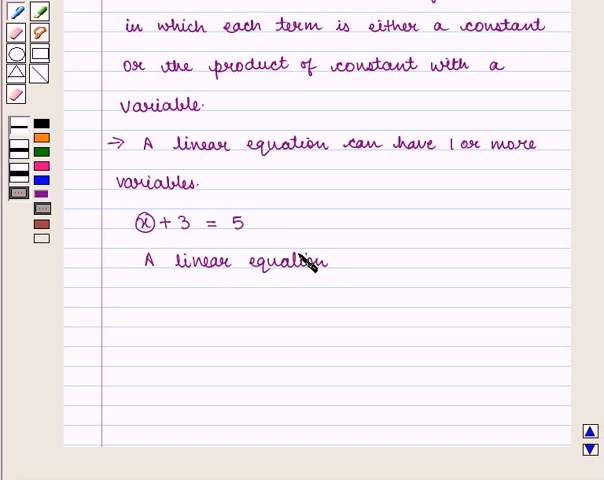 in which each term is either a constant
or the product of constant with a
variable.
→ A linear equation can have 1 or more
variables.
x + 3 = 5
A linear equation